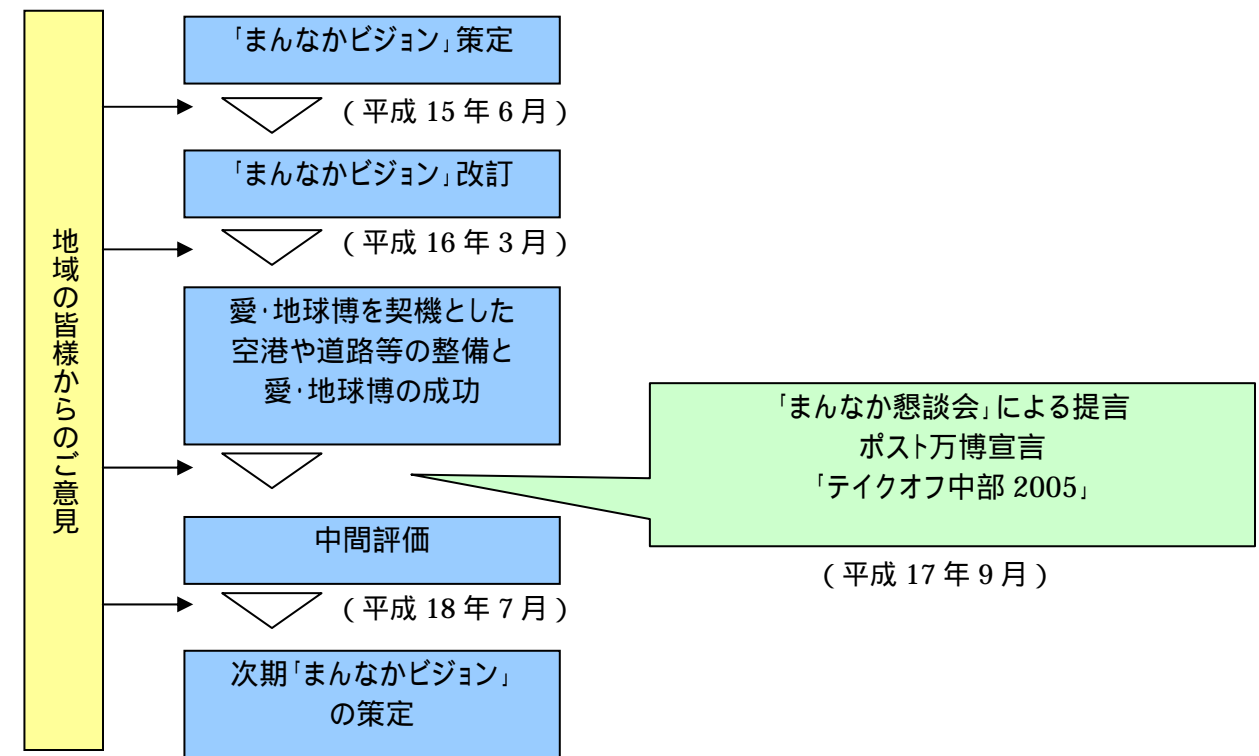 地域の皆様からのご意見
「まんなかビジョン」策定
(平成 15 年 6 月)
「まんなかビジョン」改訂
(平成 16 年 3 月)
愛・地球博を契機とした
空港や道路等の整備と
愛・地球博の成功
「まんなか懇談会」による提言
ポスト万博宣言
「テイクオフ中部 2005」
(平成 17 年 9 月)
中間評価
(平成 18 年 7 月)
次期「まんなかビジョン」
の策定